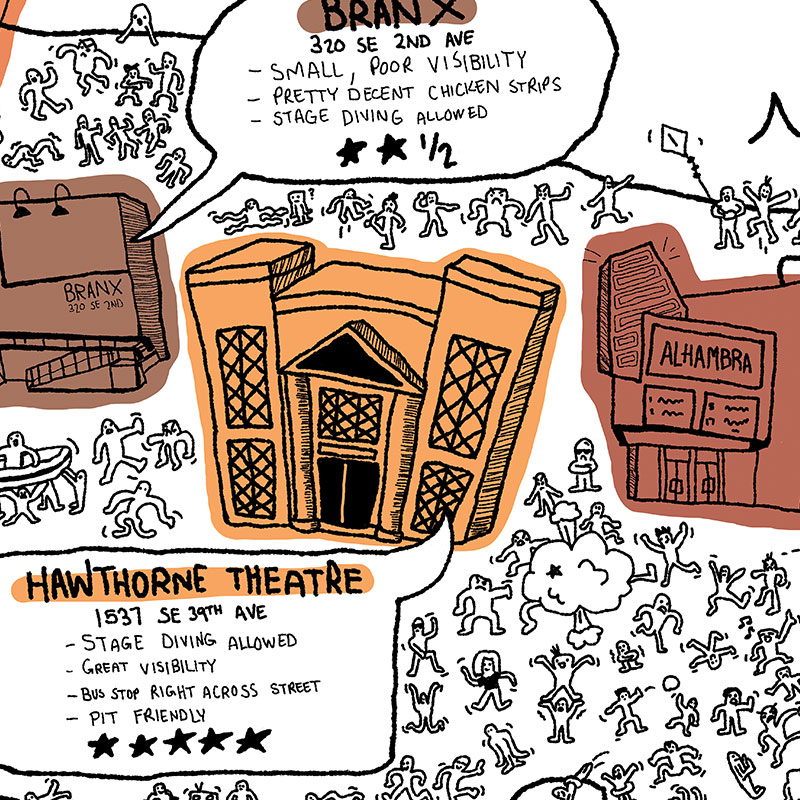 BRANX
320 SE 2ND AVE
- SMALL, POOR VISIBILITY
- PRETTY DECENT CHICKEN STRIPS
- STAGE DIVING ALLOWED
1/2
?
BRANX
320 SE 2ND
ALHAMBRA
HAWTHORNE THEATRE
1537 SE 39TH AVE
- STAGE DIVING ALLOWED
- GREAT VISIBILITY
- BUS STOP RIGHT ACROSS STREET
- PIT FRIENDLY